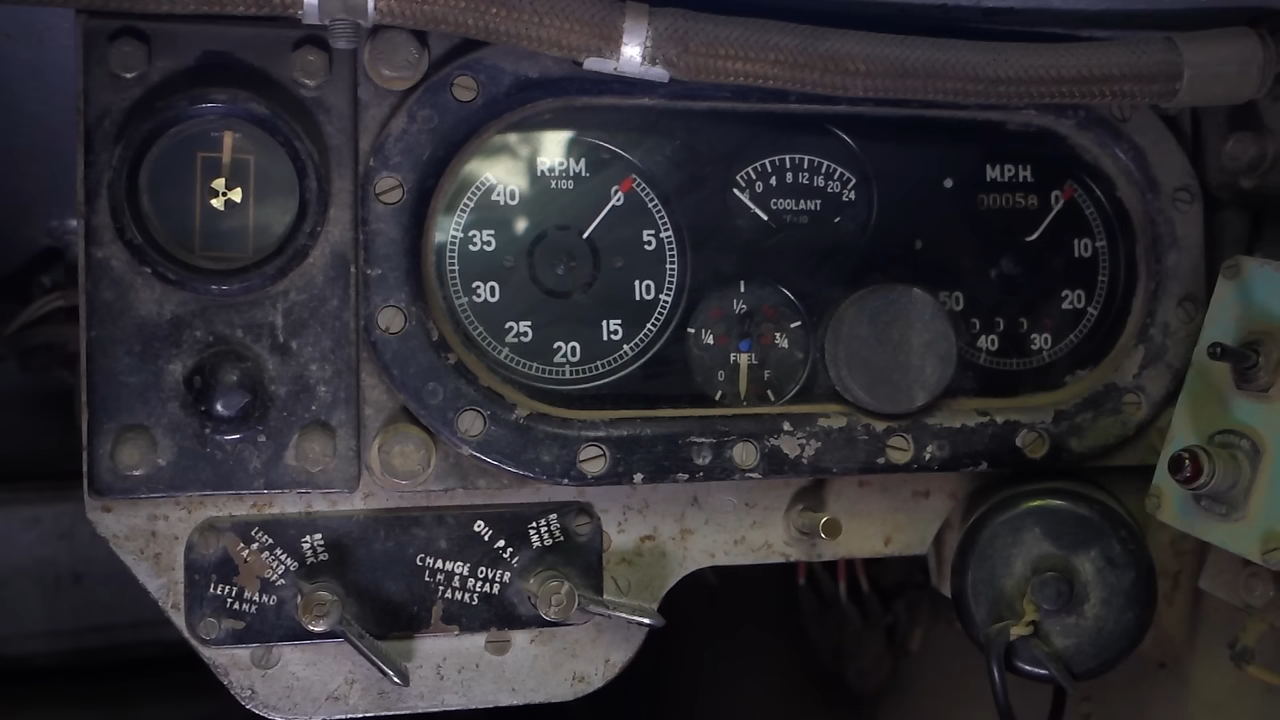 R.P.M.
X100
0
5
10
15
20
25
30
35
40
0 4 8 12 16 20 24
COOLANT
°F÷10
M.P.H.
00058
0
10
20
30
40
50
1/2
1/4
3/4
FUEL
0
F
LEFT HAND
& REAR
OFF
REAR
TANK
LEFT HAND
TANK
OIL P.S.I.
RIGHT
HAND
TANK
CHANGE OVER
L.H. & REAR
TANKS